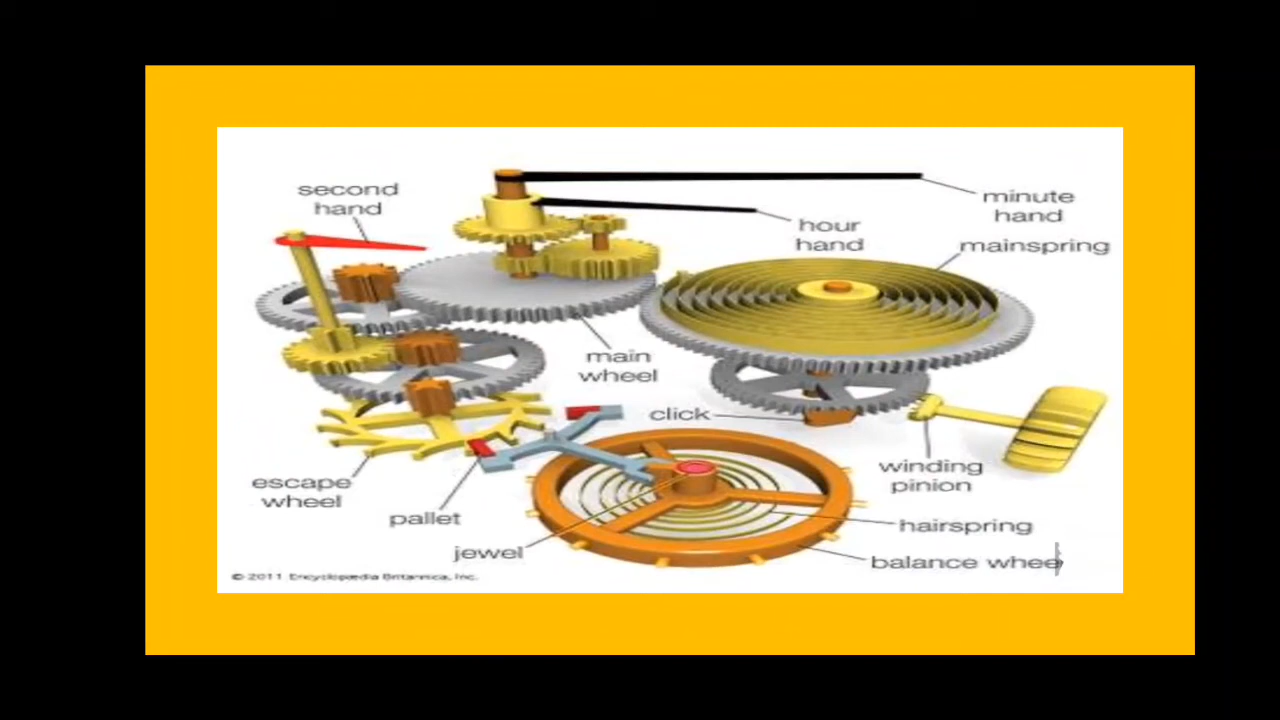 second
hand
minute
hand
hour
hand
mainspring
main
wheel
click
escape
wheel
winding
pinion
pallet
hairspring
jewel
balance whee
© 2011 Encyclopædia Britannica, Inc.